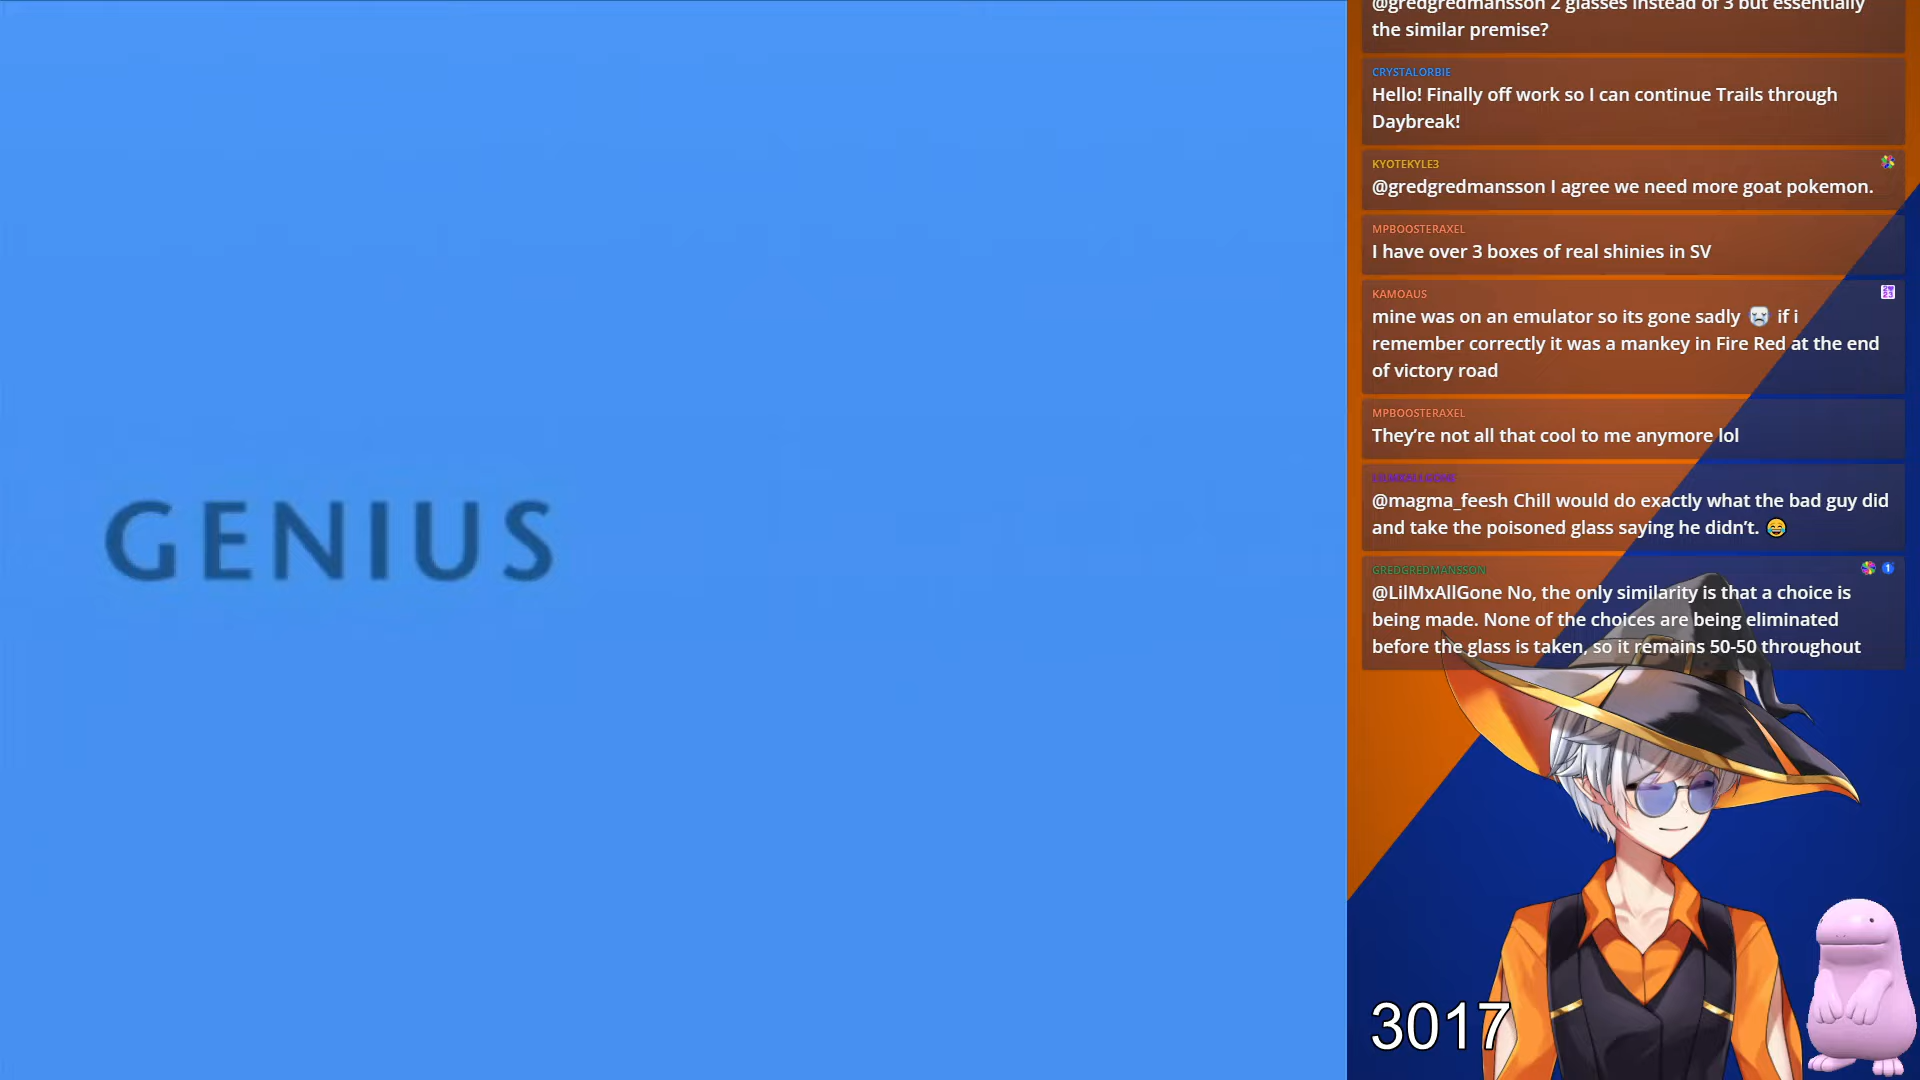 GENIUS
@gredgredmansson 2 glasses instead of 3 but essentially
the similar premise?
CRYSTALORBIE
Hello! Finally off work so I can continue Trails through
Daybreak!
KYOTEKYLE3
@gredgredmansson I agree we need more goat pokemon.
MPBOOSTERAXEL
I have over 3 boxes of real shinies in SV
KAMOAUS
mine was on an emulator so its gone sadly 😿 if i
remember correctly it was a mankey in Fire Red at the end
of victory road
MPBOOSTERAXEL
They’re not all that cool to me anymore lol
@magma_feesh Chill would do exactly what the bad guy did
and take the poisoned glass saying he didn’t. 😂
GREDGREDMANSSON
@LilMxAllGone No, the only similarity is that a choice is
being made. None of the choices are being eliminated
before the glass is taken, so it remains 50-50 throughout
3017